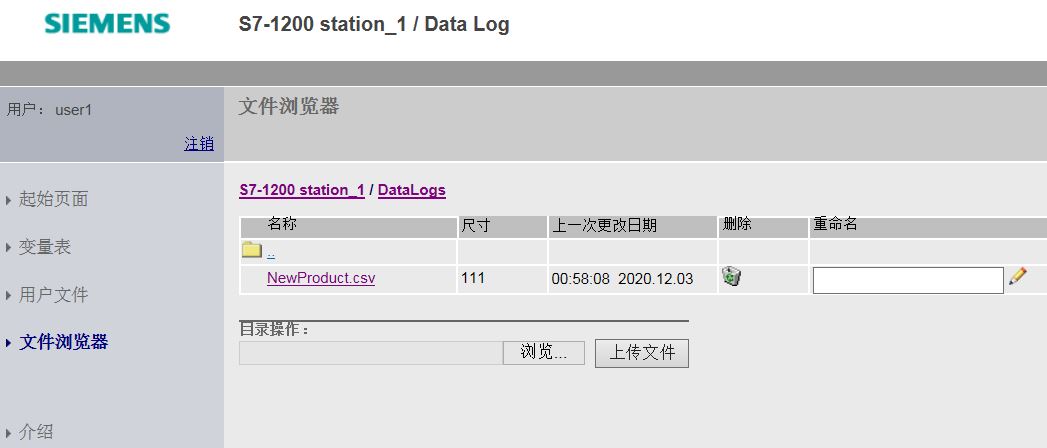 SIEMENS
S7-1200 station_1 / Data Log
用户： user1
注销
文件浏览器
起始页面
变量表
用户文件
文件浏览器
介绍
S7-1200 station_1 / DataLogs
名称 尺寸 上一次更改日期 删除 重命名
..
NewProduct.csv 111 00:58:08 2020.12.03
目录操作：
浏览... 上传文件